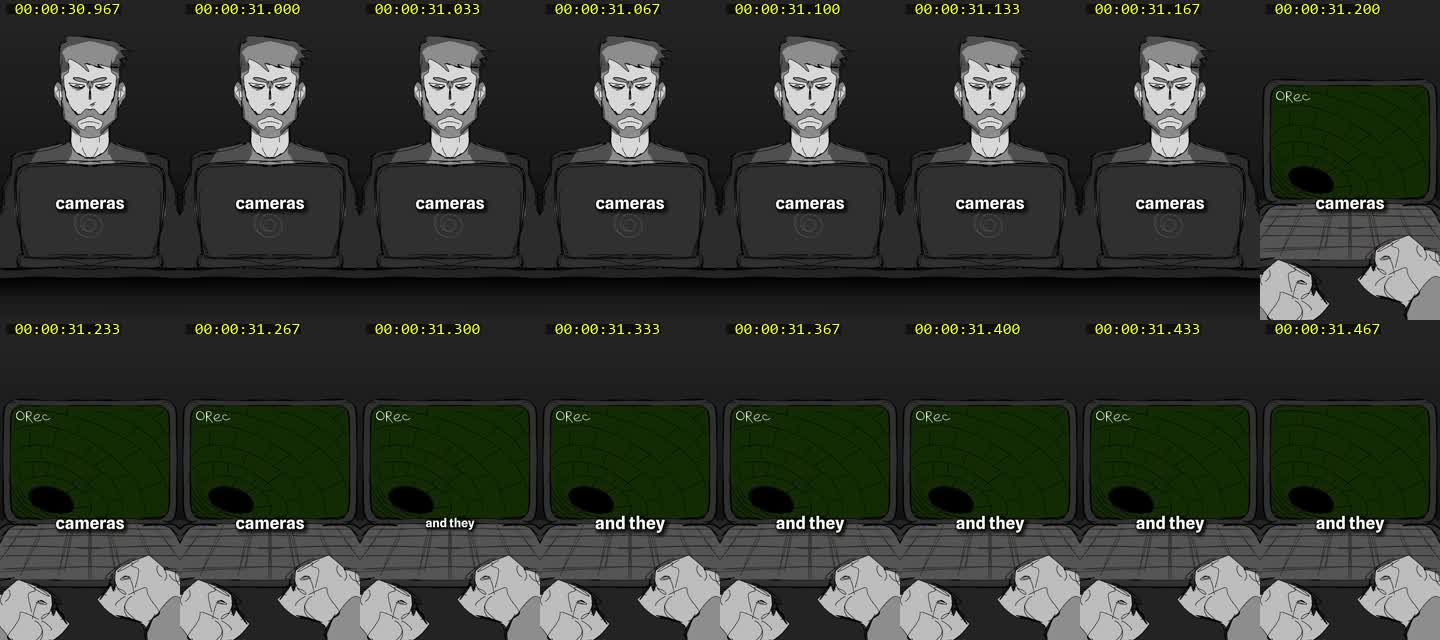 00:00:30.967 00:00:31.000 00:00:31.033 00:00:31.067 00:00:31.100 00:00:31.133 00:00:31.167 00:00:31.200
ORec
cameras cameras cameras cameras cameras cameras cameras cameras
00:00:31.233 00:00:31.267 00:00:31.300 00:00:31.333 00:00:31.367 00:00:31.400 00:00:31.433 00:00:31.467
ORec ORec ORec ORec ORec ORec ORec
cameras cameras and they and they and they and they and they and they